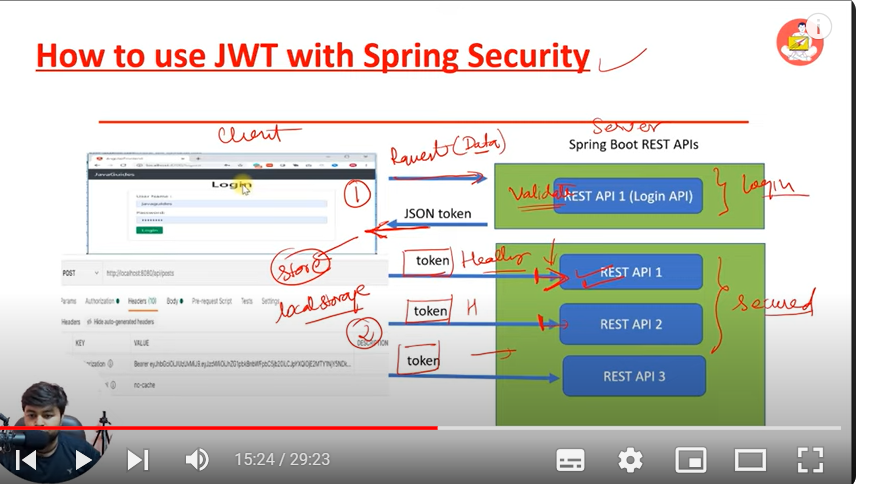 How to use JWT with Spring Security
Client
Server
Spring Boot REST APIs
Request (Data)
JavaGuides
Login
User Name
javaguides
Password
Login
1
Validate
REST API 1 (Login API)
Login
JSON token
store
local storage
token
Header
REST API 1
POST
http://localhost:8080/api/posts
Params Authorization Headers (10) Body Pre-request Script Tests Settings
Headers Hide auto-generated headers
token
H
REST API 2
Secured
2
KEY VALUE DESCRIPTION
token
REST API 3
no-cache
15:24 / 29:23